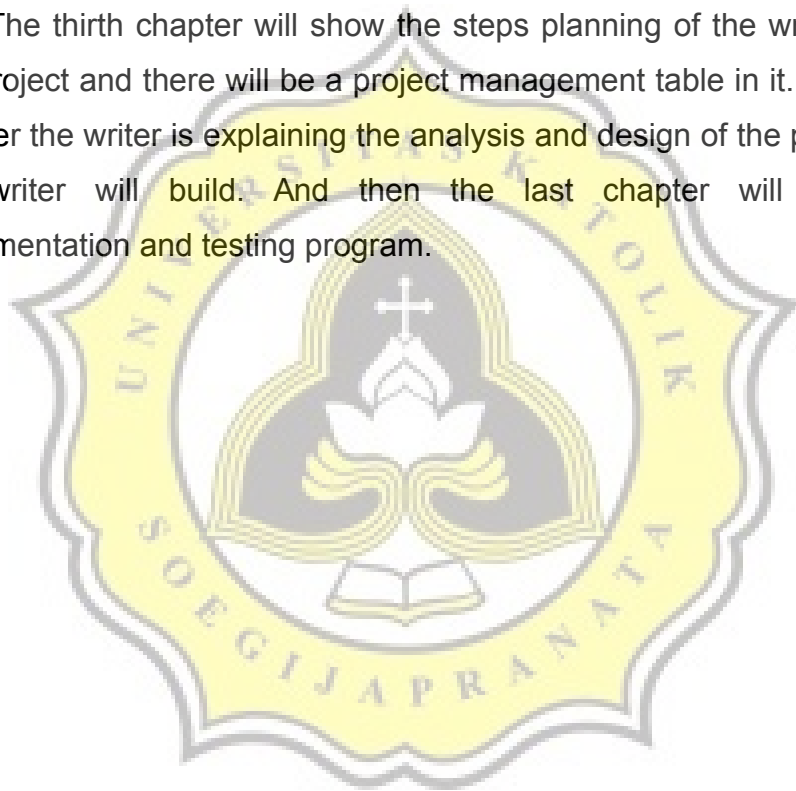 The thirth chapter will show the steps planning of the wr
roject and there will be a project management table in it.
er the writer is explaining the analysis and design of the p
writer will build. And then the last chapter will
mentation and testing program.
UNIVERSITAS KATOLIK
SOEGIJAPRANATA